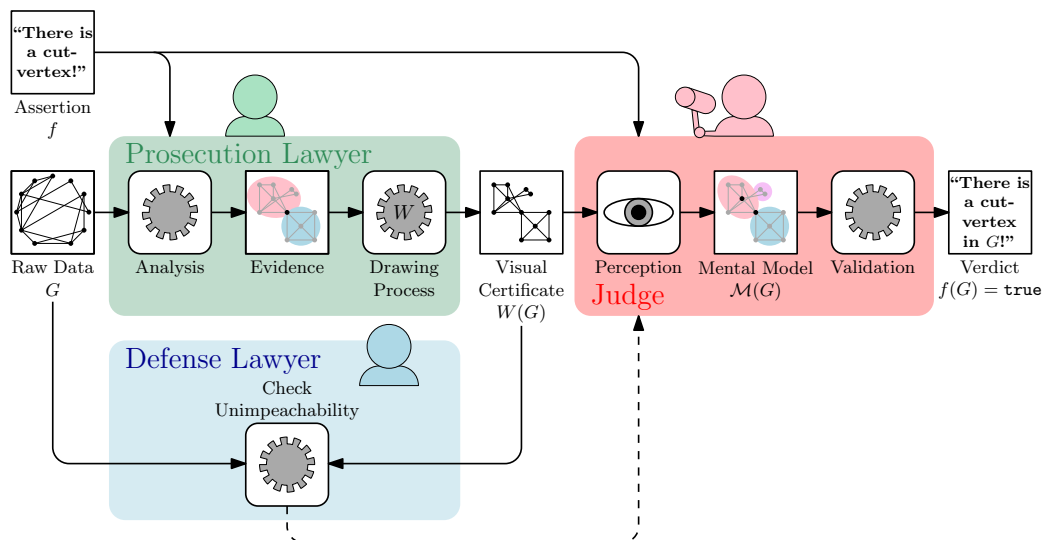 “There is
a cut-
vertex!”
Assertion
f
Prosecution Lawyer
Raw Data
G
Analysis
Evidence
W
Drawing
Process
Visual
Certificate
W(G)
Perception
Mental Model
M(G)
Validation
Judge
“There is
a cut-
vertex
in G!”
Verdict
f(G) = true
Defense Lawyer
Check
Unimpeachability